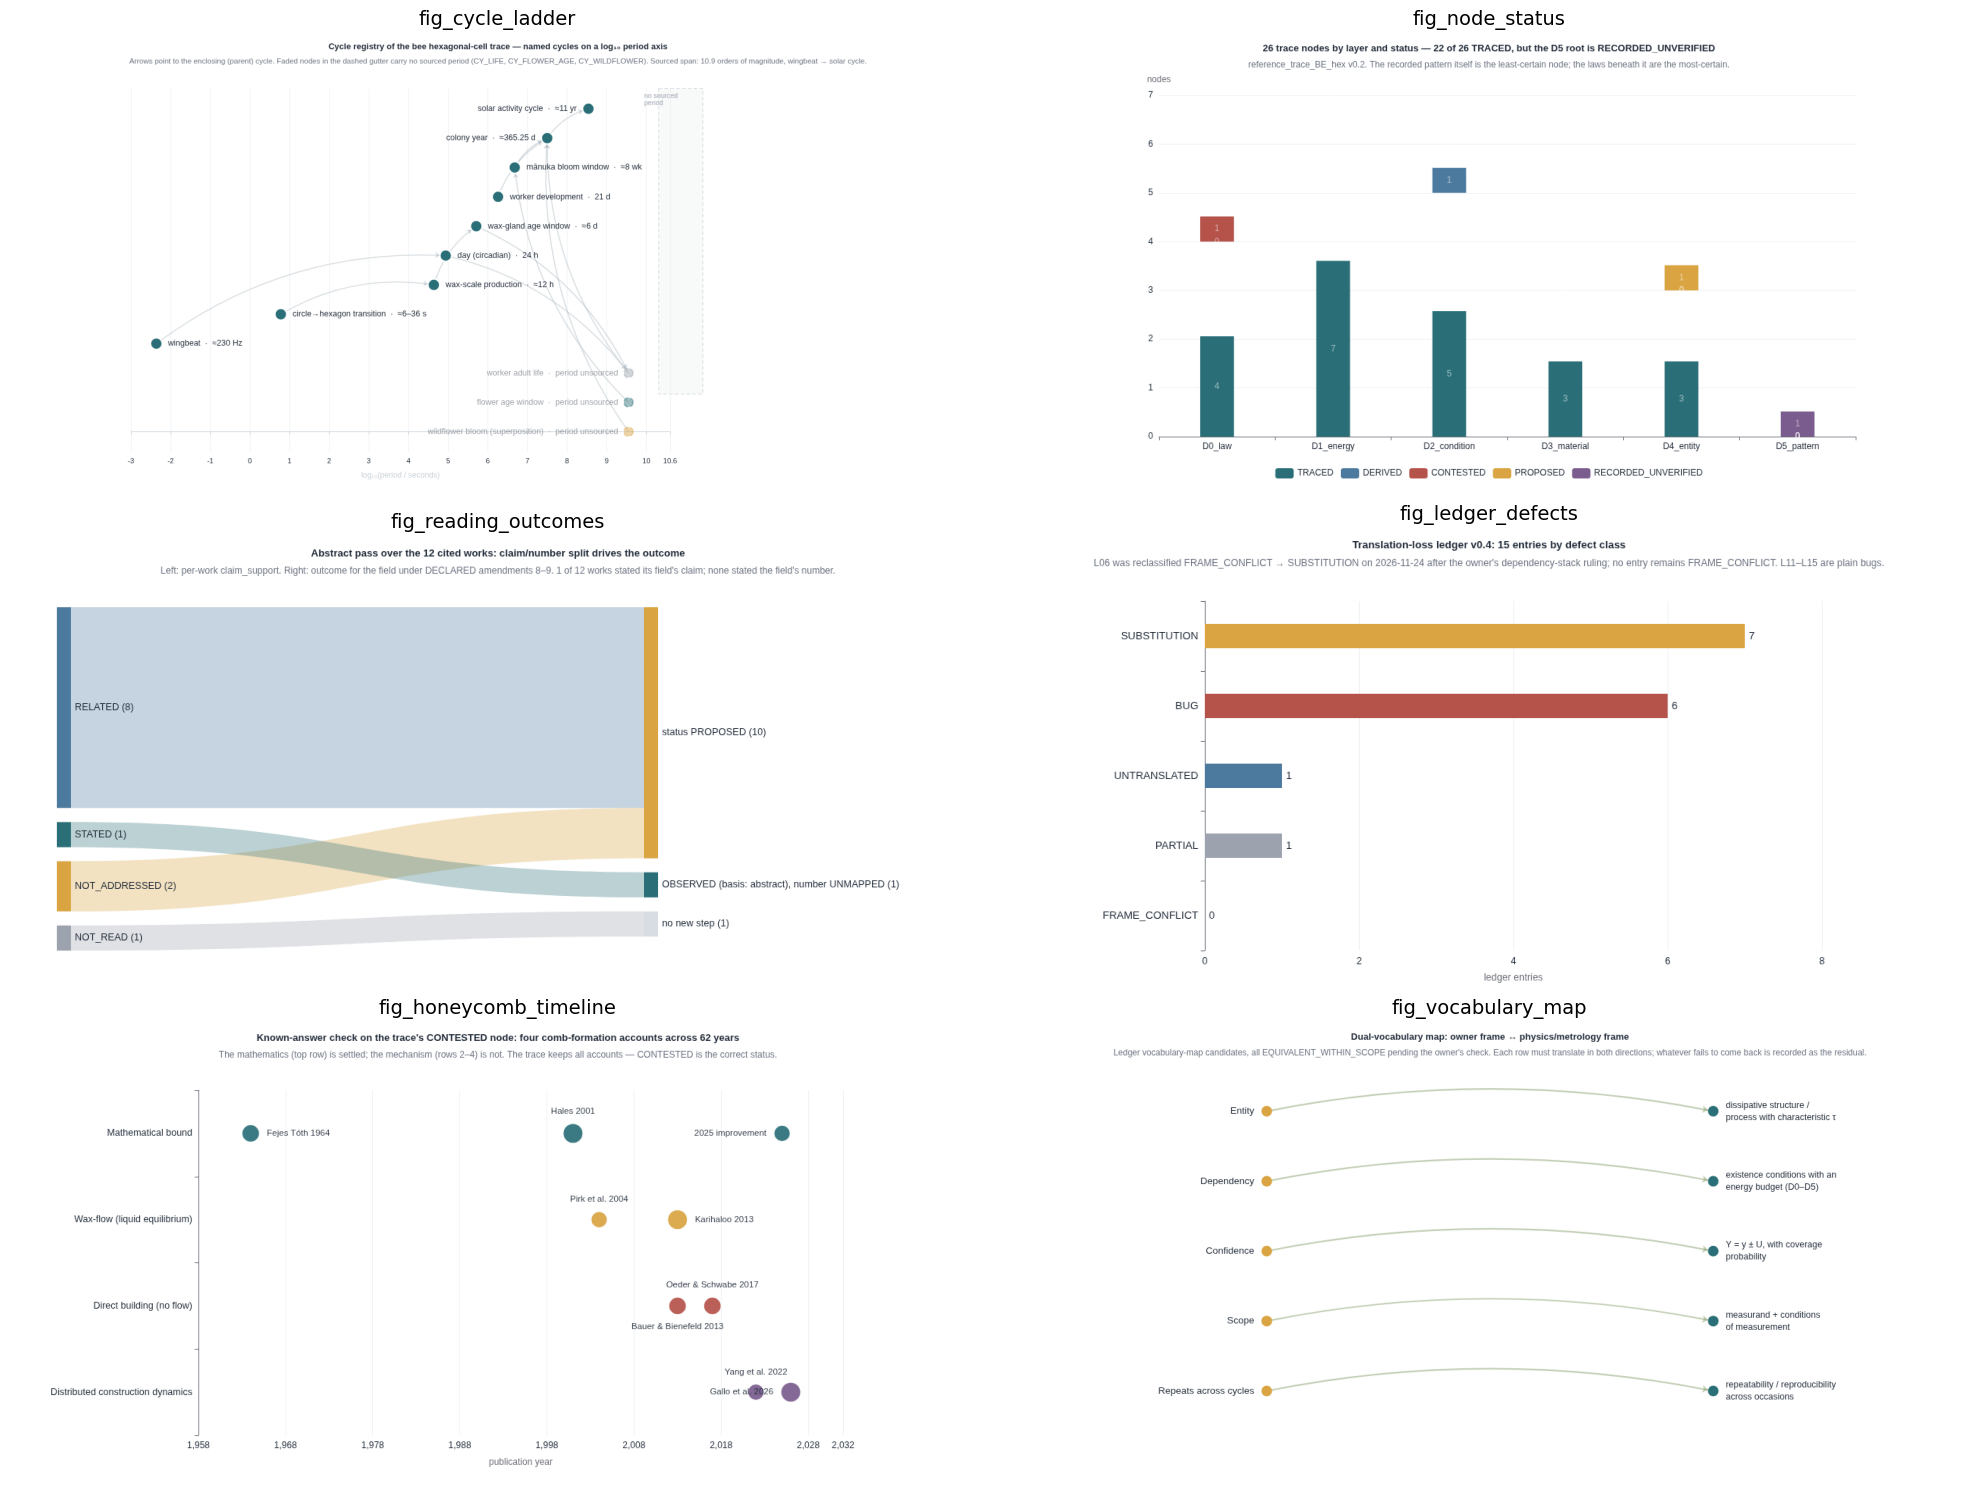 fig_cycle_ladder
Cycle registry of the bee hexagonal-cell trace — named cycles on a log₁₀ period axis
Arrows point to the enclosing (parent) cycle. Faded nodes in the dashed gutter carry no sourced period (CY_LIFE, CY_FLOWER_AGE, CY_WILDFLOWER). Sourced span: 10.9 orders of magnitude, wingbeat → solar cycle.
no sourced
period
solar activity cycle · ≈11 yr
colony year · ≈365.25 d
mānuka bloom window · ≈8 wk
worker development · 21 d
wax-gland age window · ≈6 d
day (circadian) · 24 h
wax-scale production · ≈12 h
circle→hexagon transition · ≈6–36 s
wingbeat · ≈230 Hz
worker adult life · period unsourced
flower age window · period unsourced
wildflower bloom (superposition) · period unsourced
-3 -2 -1 0 1 2 3 4 5 6 7 8 9 10 10.6
log₁₀(period / seconds)
fig_node_status
26 trace nodes by layer and status — 22 of 26 TRACED, but the D5 root is RECORDED_UNVERIFIED
reference_trace_BE_hex v0.2. The recorded pattern itself is the least-certain node; the laws beneath it are the most-certain.
nodes
7
6
5
4
3
2
1
0
1
0
1
1
0
4
7
5
3
3
1
0
D0_law D1_energy D2_condition D3_material D4_entity D5_pattern
TRACED DERIVED CONTESTED PROPOSED RECORDED_UNVERIFIED
fig_reading_outcomes
Abstract pass over the 12 cited works: claim/number split drives the outcome
Left: per-work claim_support. Right: outcome for the field under DECLARED amendments 8–9. 1 of 12 works stated its field's claim; none stated the field's number.
RELATED (8)
STATED (1)
NOT_ADDRESSED (2)
NOT_READ (1)
status PROPOSED (10)
OBSERVED (basis: abstract), number UNMAPPED (1)
no new step (1)
fig_ledger_defects
Translation-loss ledger v0.4: 15 entries by defect class
L06 was reclassified FRAME_CONFLICT → SUBSTITUTION on 2026-11-24 after the owner's dependency-stack ruling; no entry remains FRAME_CONFLICT. L11–L15 are plain bugs.
SUBSTITUTION 7
BUG 6
UNTRANSLATED 1
PARTIAL 1
FRAME_CONFLICT 0
0 2 4 6 8
ledger entries
fig_honeycomb_timeline
Known-answer check on the trace's CONTESTED node: four comb-formation accounts across 62 years
The mathematics (top row) is settled; the mechanism (rows 2–4) is not. The trace keeps all accounts — CONTESTED is the correct status.
Hales 2001
Mathematical bound Fejes Tóth 1964 2025 improvement
Pirk et al. 2004
Wax-flow (liquid equilibrium) Karihaloo 2013
Oeder & Schwabe 2017
Direct building (no flow)
Bauer & Bienefeld 2013
Yang et al. 2022
Distributed construction dynamics Gallo et al. 2026
1,958 1,968 1,978 1,988 1,998 2,008 2,018 2,028 2,032
publication year
fig_vocabulary_map
Dual-vocabulary map: owner frame ↔ physics/metrology frame
Ledger vocabulary-map candidates, all EQUIVALENT_WITHIN_SCOPE pending the owner's check. Each row must translate in both directions; whatever fails to come back is recorded as the residual.
Entity
dissipative structure /
process with characteristic τ
Dependency
existence conditions with an
energy budget (D0–D5)
Confidence
Y = y ± U, with coverage
probability
Scope
measurand + conditions
of measurement
Repeats across cycles
repeatability / reproducibility
across occasions